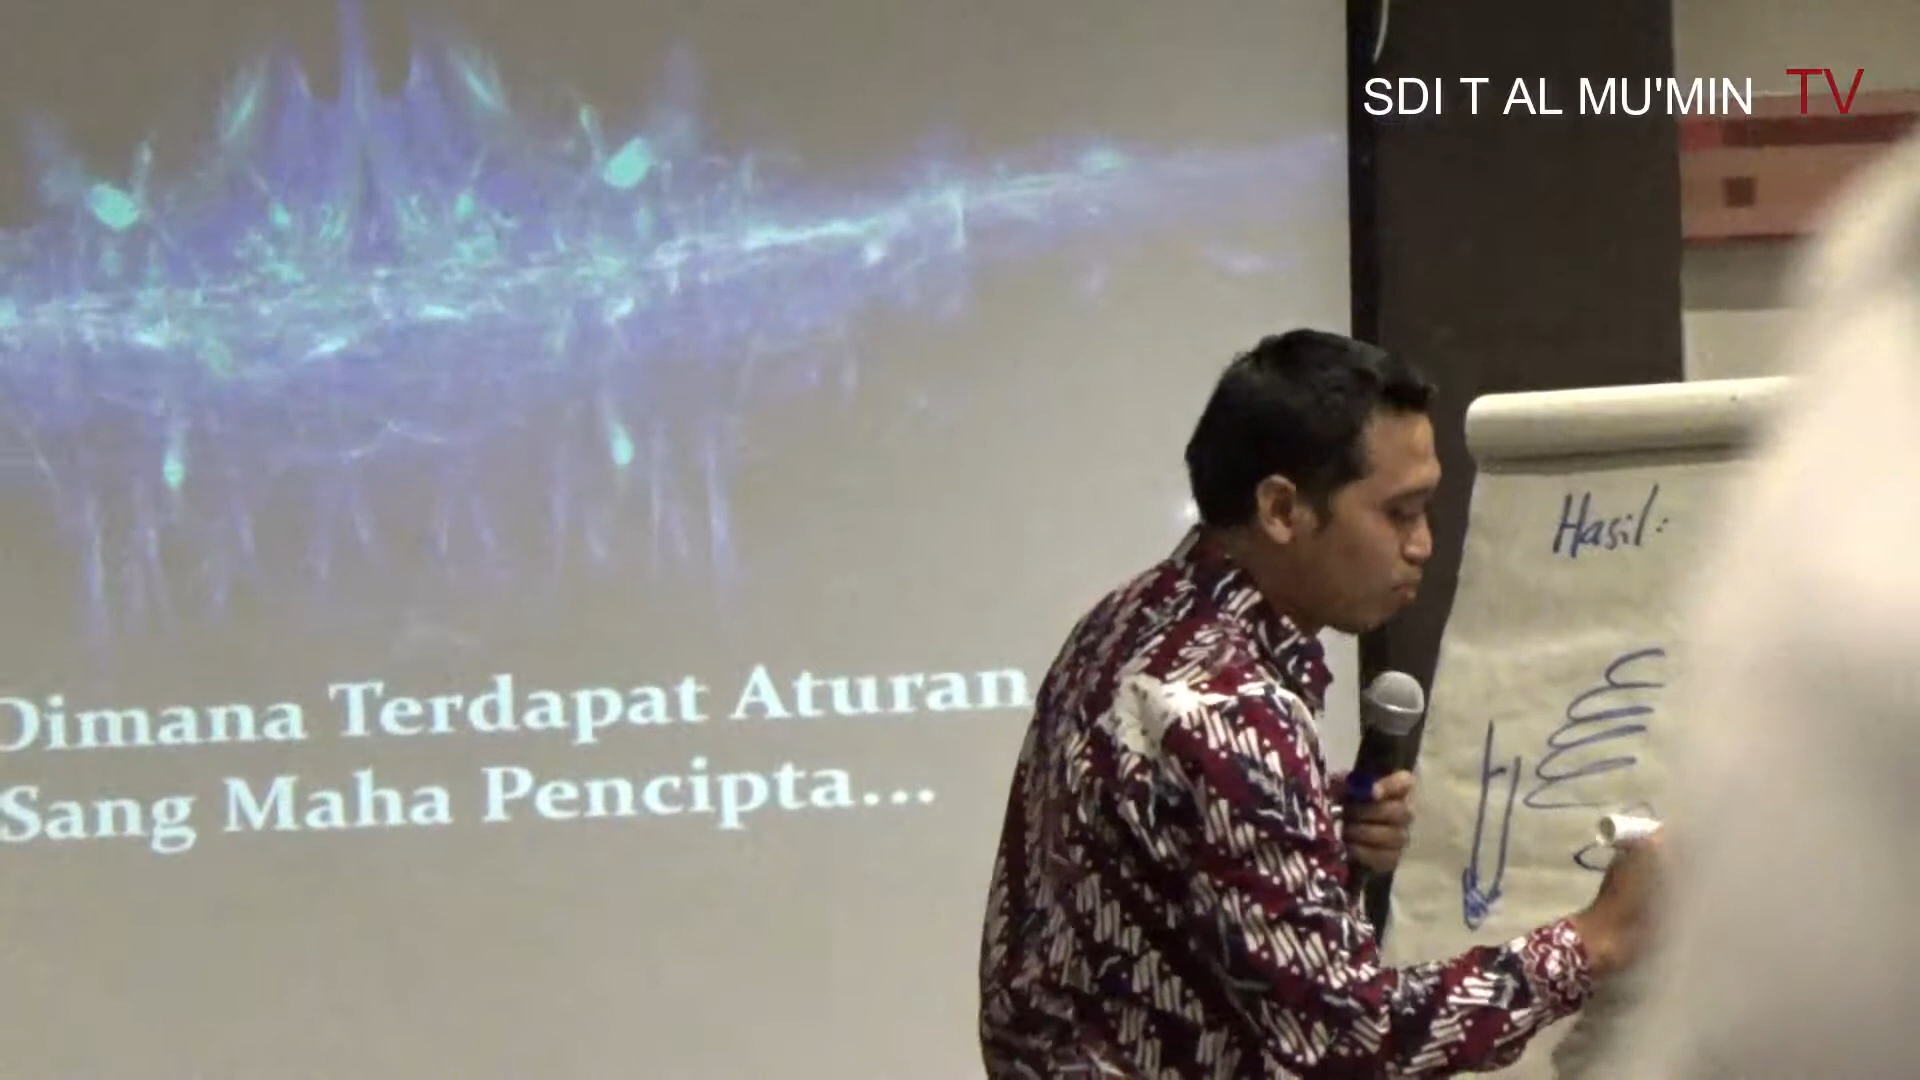 SDI T AL MU'MIN TV
Hasil:
Dimana Terdapat Aturan
Sang Maha Pencipta...